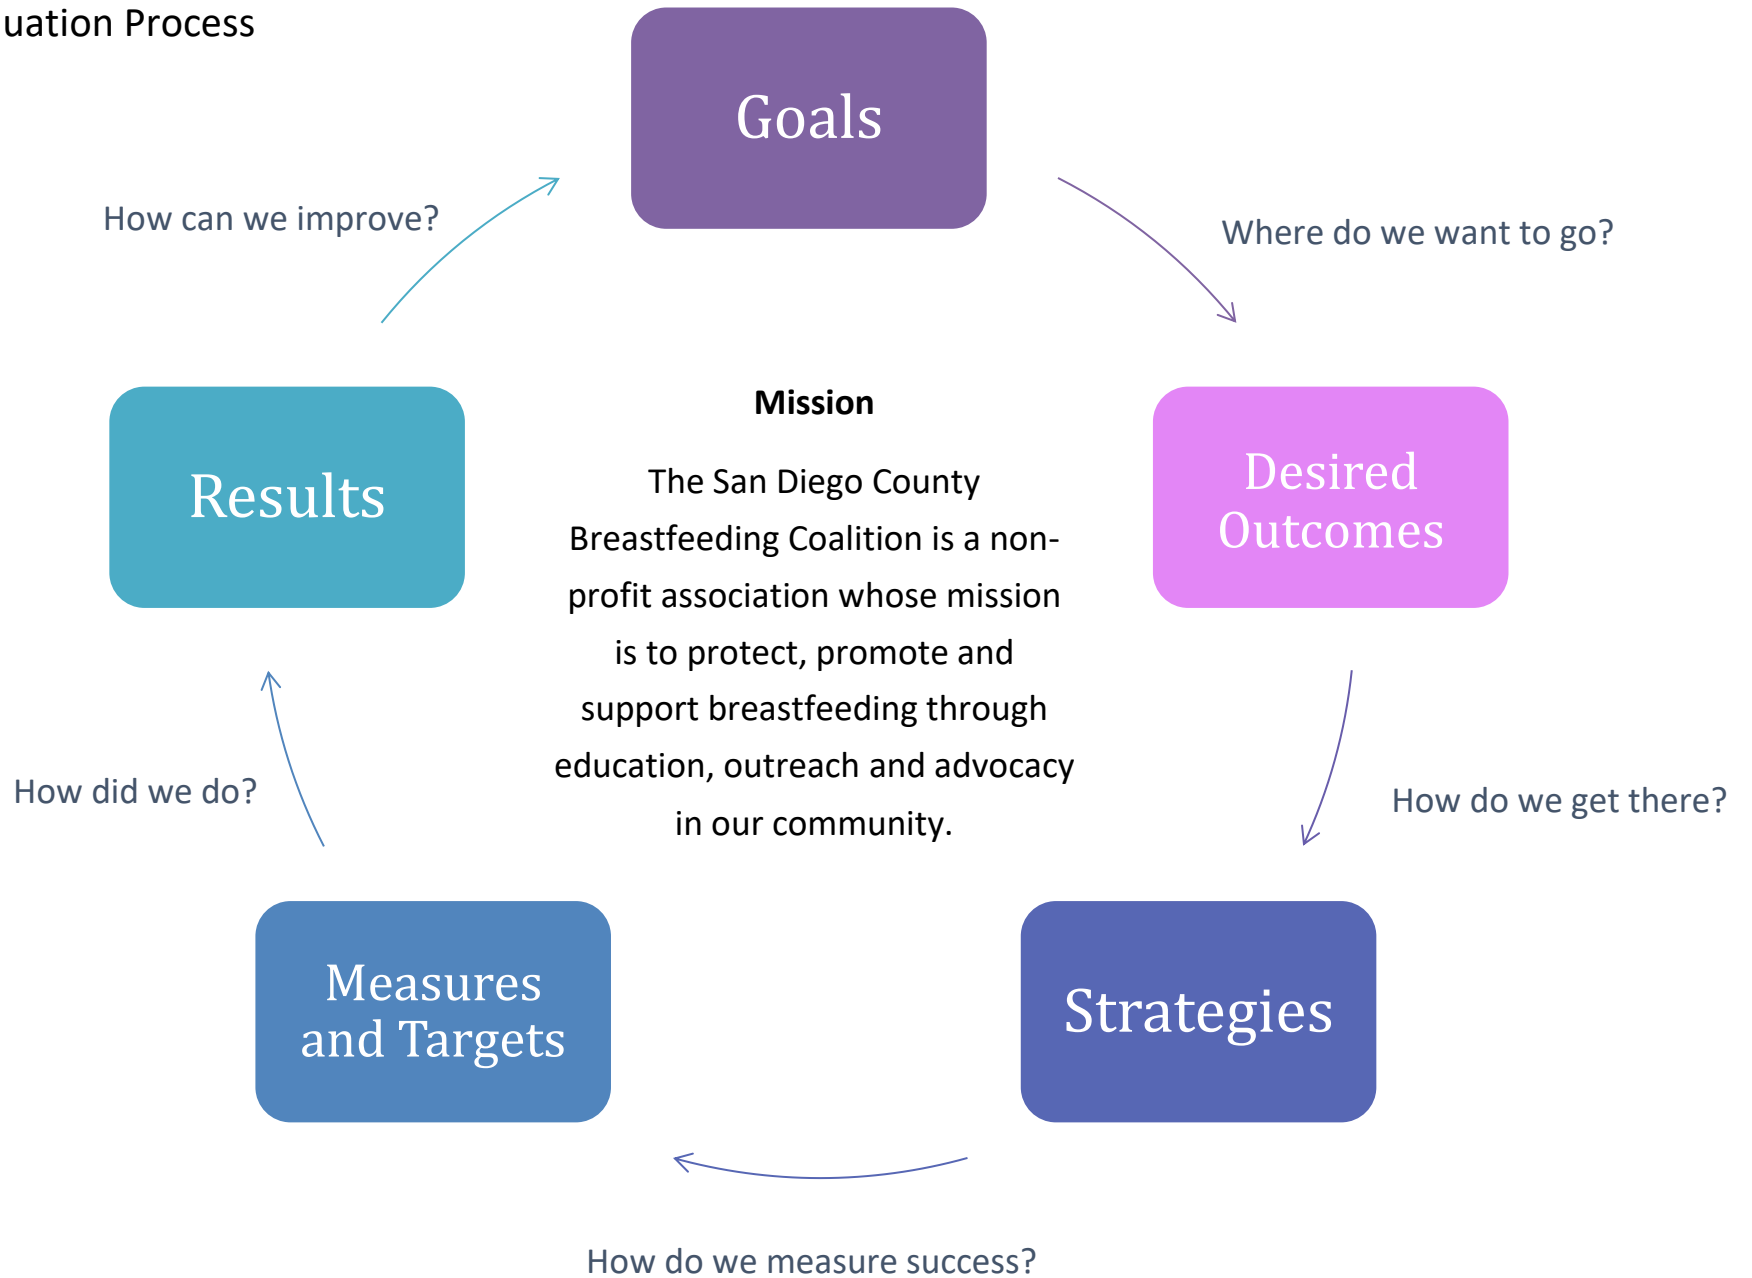 uation Process
Goals
How can we improve?
Where do we want to go?
Mission
The San Diego County
Breastfeeding Coalition is a non-
profit association whose mission
is to protect, promote and
support breastfeeding through
education, outreach and advocacy
in our community.
Results
Desired
Outcomes
How did we do?
How do we get there?
Measures
and Targets
Strategies
How do we measure success?